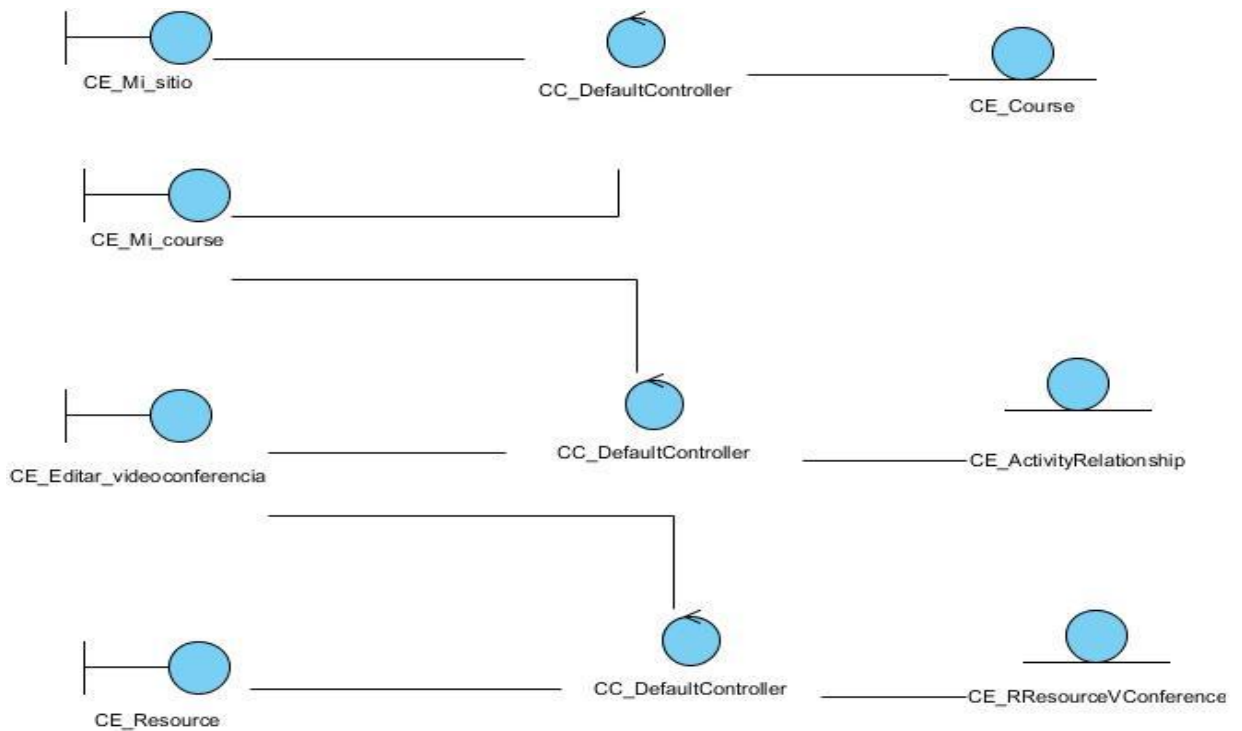 CE_Mi_sitio
CC_DefaultController
CE_Course
CE_Mi_course
CE_Editar_videoconferencia
CC_DefaultController
CE_ActivityRelationship
CE_Resource
CC_DefaultController
CE_RResourceVConference